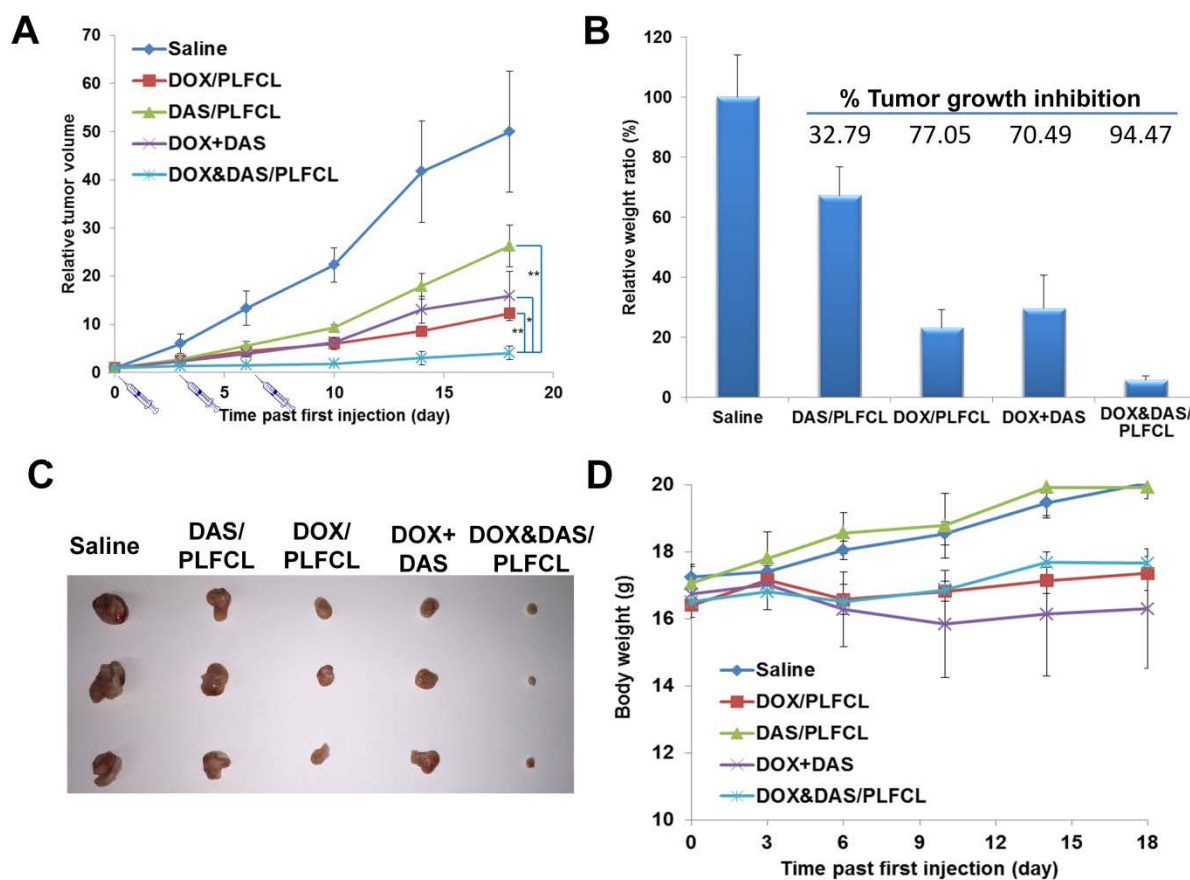 A
Relative tumor volume
70
60
50
40
30
20
10
0
Saline
DOX/PLFCL
DAS/PLFCL
DOX+DAS
DOX&DAS/PLFCL
**
*
**
0
5
10
15
20
Time past first injection (day)
B
Relative weight ratio (%)
120
100
80
60
40
20
0
% Tumor growth inhibition
32.79 77.05 70.49 94.47
Saline
DAS/PLFCL
DOX/PLFCL
DOX+DAS
DOX&DAS/
PLFCL
C
Saline
DAS/
PLFCL
DOX/
PLFCL
DOX+
DAS
DOX&DAS/
PLFCL
D
Body weight (g)
20
18
16
14
12
10
Saline
DOX/PLFCL
DAS/PLFCL
DOX+DAS
DOX&DAS/PLFCL
0
3
6
9
12
15
18
Time past first injection (day)